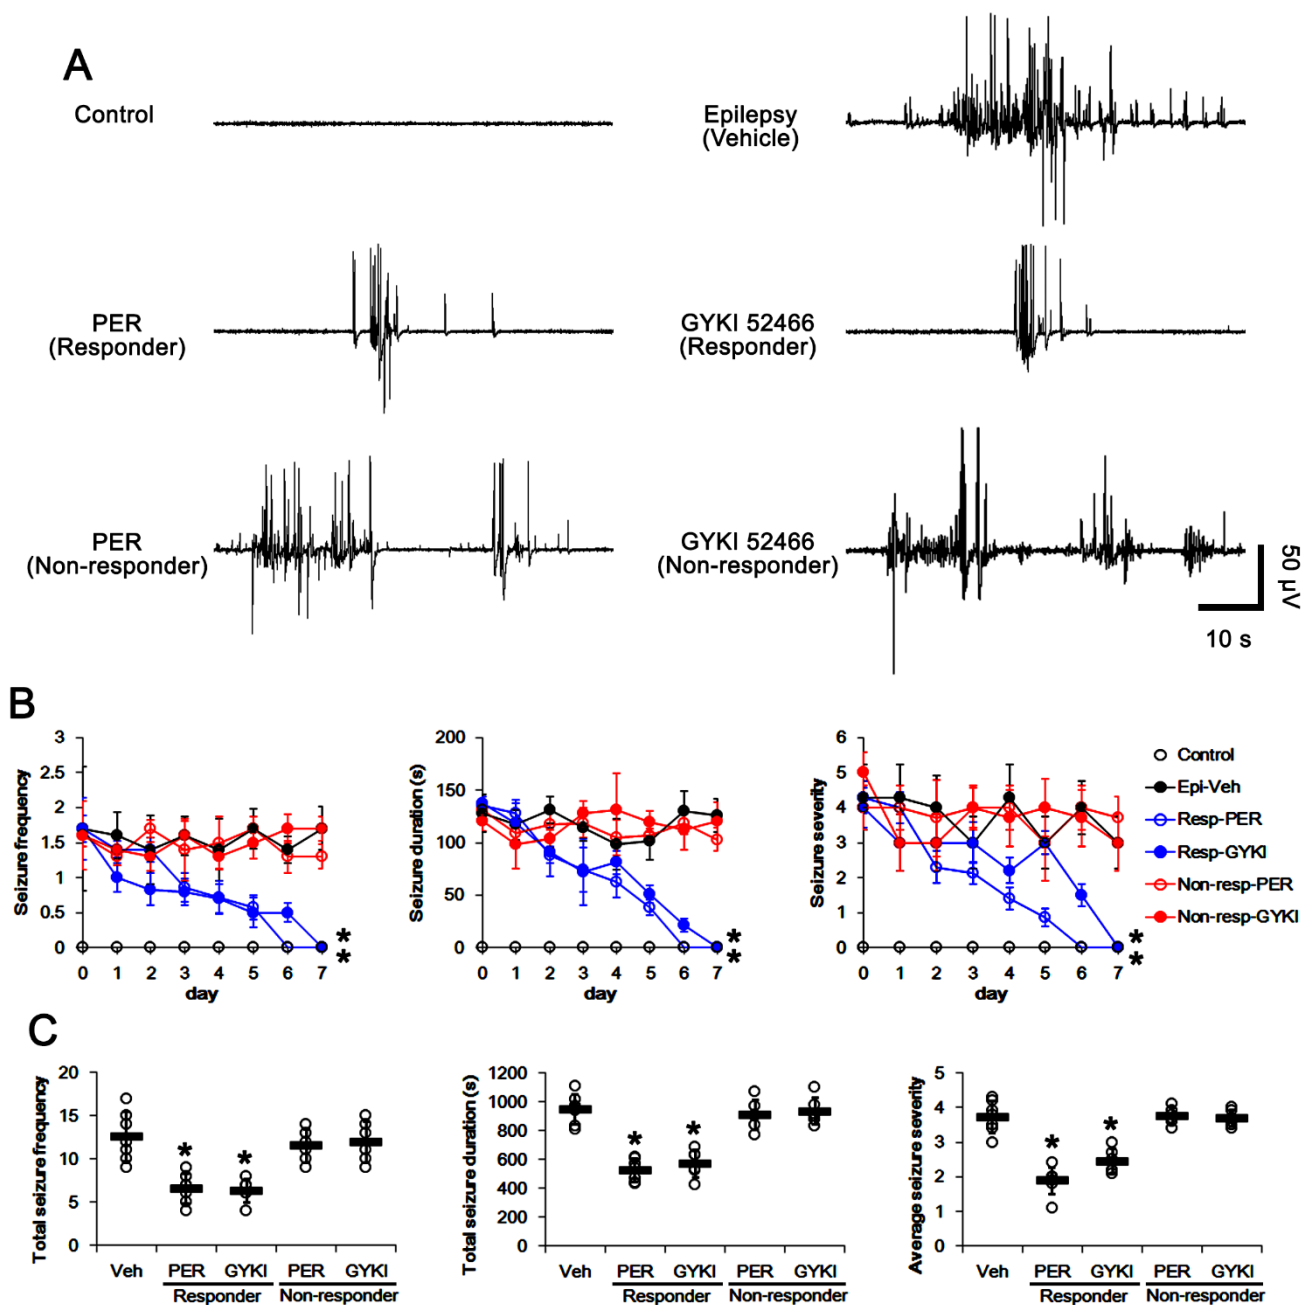 A
Control
Epilepsy
(Vehicle)
PER
(Responder)
GYKI 52466
(Responder)
PER
(Non-responder)
GYKI 52466
(Non-responder)
50 µV
10 s
B
Seizure frequency
3
2.5
2
1.5
1
0.5
0
0 1 2 3 4 5 6 7
day
*
*
Seizure duration (s)
200
150
100
50
0
0 1 2 3 4 5 6 7
day
*
*
Seizure severity
6
5
4
3
2
1
0
0 1 2 3 4 5 6 7
day
*
*
Control
Epi-Veh
Resp-PER
Resp-GYKI
Non-resp-PER
Non-resp-GYKI
C
Total seizure frequency
20
15
10
5
0
* *
Veh PER GYKI PER GYKI
Responder Non-responder
Total seizure duration (s)
1200
1000
800
600
400
200
0
* *
Veh PER GYKI PER GYKI
Responder Non-responder
Average seizure severity
5
4
3
2
1
0
* *
Veh PER GYKI PER GYKI
Responder Non-responder